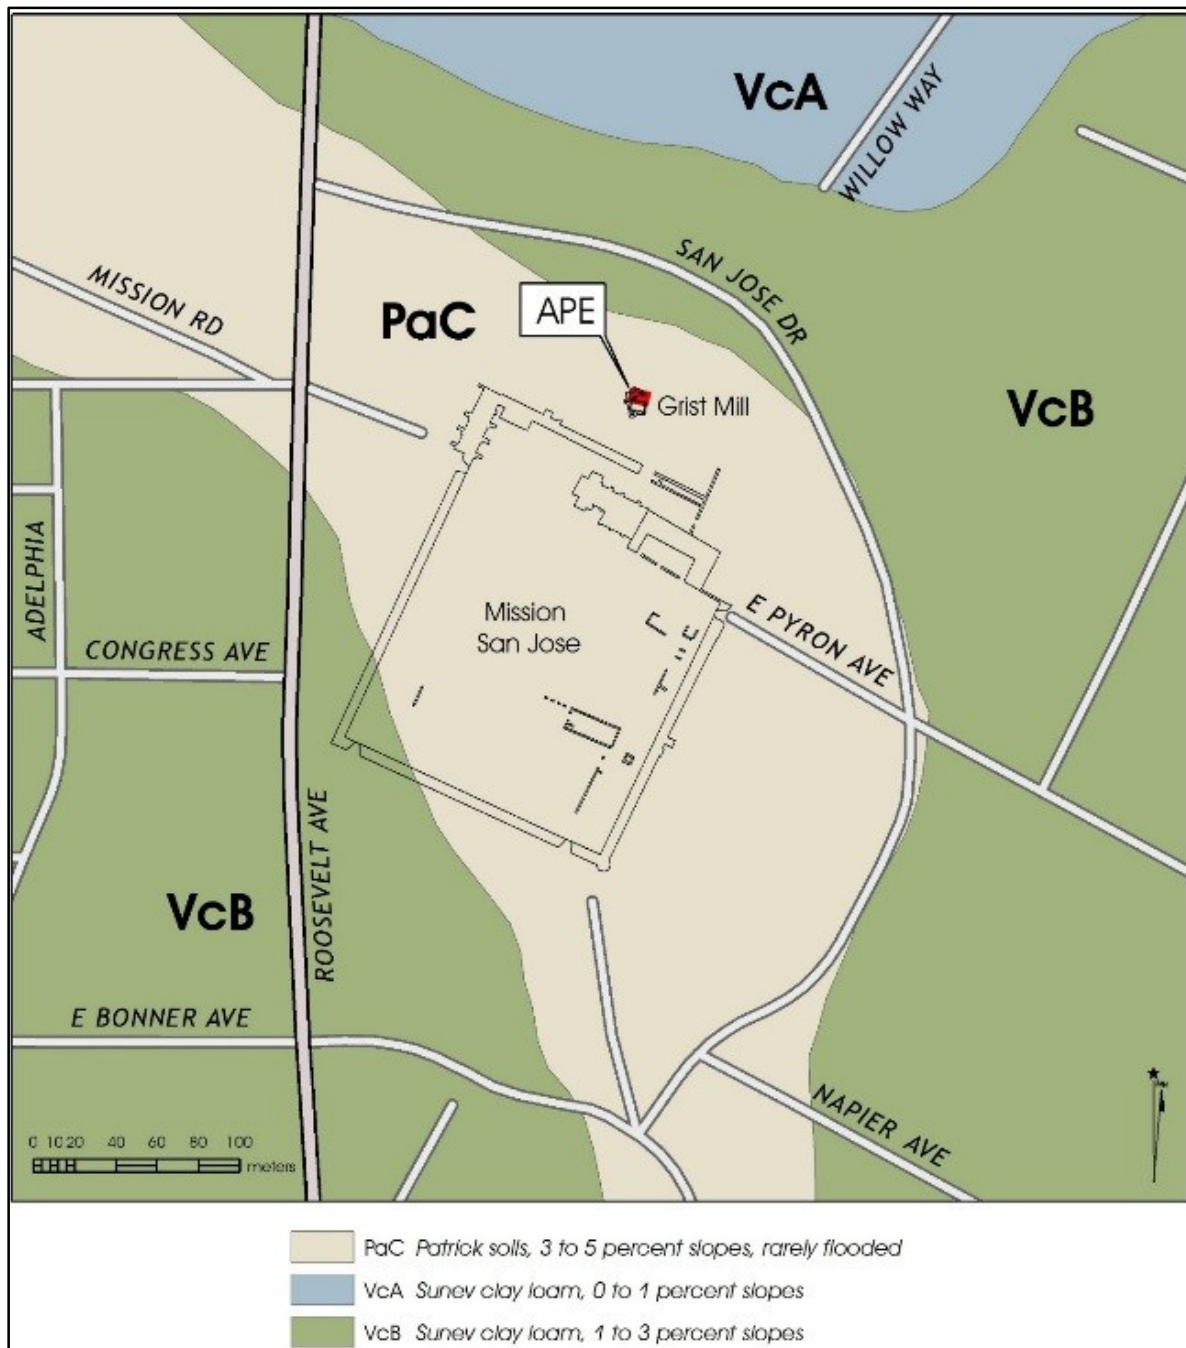 VcA
WILLOW WAY
SAN JOSE DR
MISSION RD
PaC
APE
Grist Mill
VcB
ADELPHIA
CONGRESS AVE
Mission
San Jose
E PYRON AVE
ROOSEVELT AVE
VcB
E BONNER AVE
NAPIER AVE
0 10 20 40 60 80 100
meters
PaC Patrick soils, 3 to 5 percent slopes, rarely flooded
VcA Sunev clay loam, 0 to 1 percent slopes
VcB Sunev clay loam, 1 to 3 percent slopes